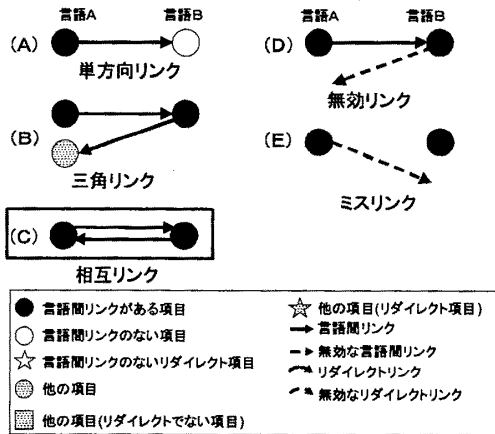 言語A 言語B
(A)
単方向リンク
(B)
三角リンク
(C)
相互リンク
言語A 言語B
(D)
無効リンク
(E)
ミスリンク
言語間リンクがある項目
言語間リンクのない項目
言語間リンクのないリダイレクト項目
他の項目
他の項目(リダイレクトでない項目)
他の項目(リダイレクト項目)
言語間リンク
無効な言語間リンク
リダイレクトリンク
無効なリダイレクトリンク